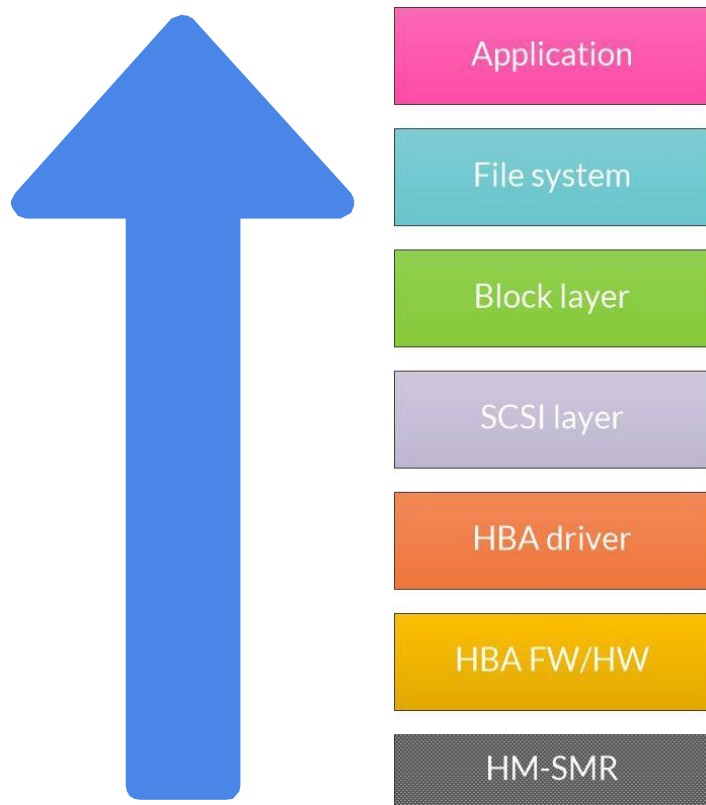 Application
File system
Block layer
SCSI layer
HBA driver
HBA FW/HW
HM-SMR